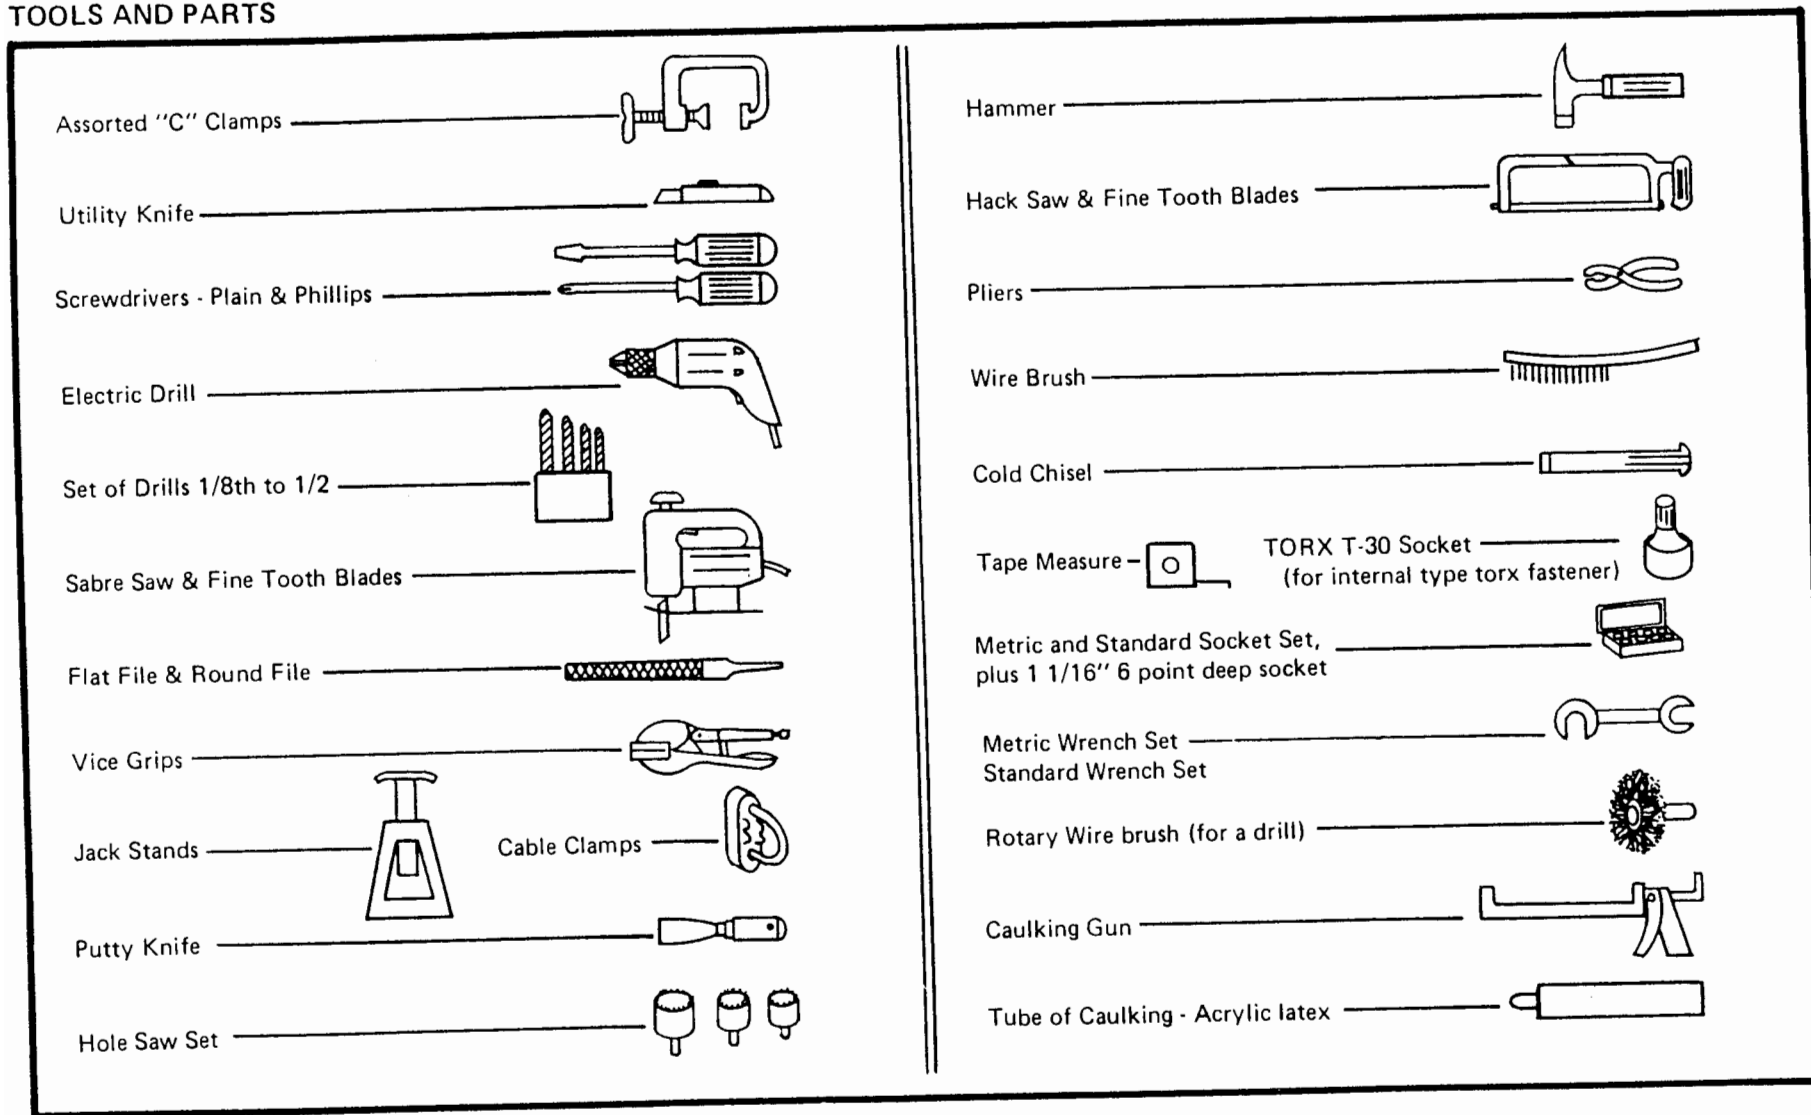 TOOLS AND PARTS
Assorted "C" Clamps
Utility Knife
Screwdrivers - Plain & Phillips
Electric Drill
Set of Drills 1/8th to 1/2
Sabre Saw & Fine Tooth Blades
Flat File & Round File
Vice Grips
Jack Stands
Cable Clamps
Putty Knife
Hole Saw Set
Hammer
Hack Saw & Fine Tooth Blades
Pliers
Wire Brush
Cold Chisel
Tape Measure
TORX T-30 Socket
(for internal type torx fastener)
Metric and Standard Socket Set,
plus 1 1/16" 6 point deep socket
Metric Wrench Set
Standard Wrench Set
Rotary Wire brush (for a drill)
Caulking Gun
Tube of Caulking - Acrylic latex